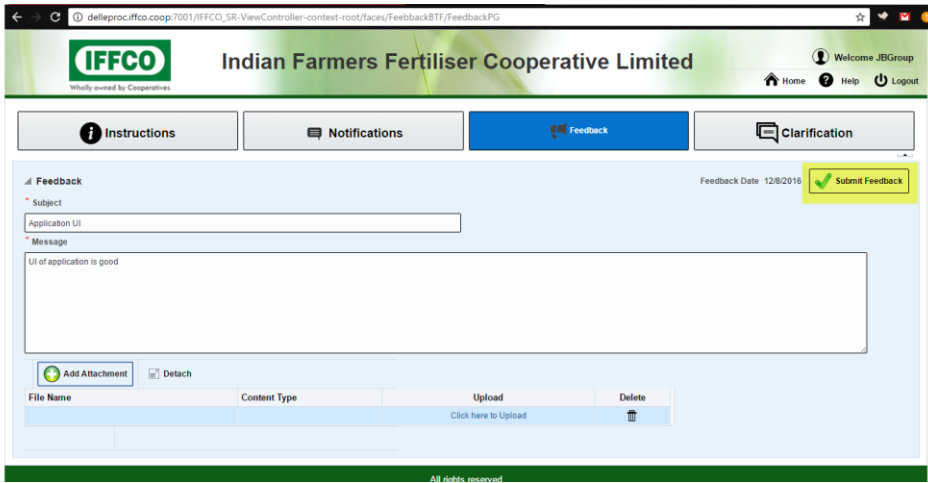 delleproc.iffco.coop:7001/IFFCO_SR-ViewController-context-root/faces/FeebbackBTF/FeedbackPG
IFFCO
Wholly owned by Cooperatives
Indian Farmers Fertiliser Cooperative Limited
Welcome JBGroup
Home Help Logout
Instructions Notifications Feedback Clarification
Feedback Feedback Date 12/8/2016 Submit Feedback
* Subject
Application UI
* Message
UI of application is good
Add Attachment Detach
File Name Content Type Upload Delete
Click here to Upload
All rights reserved